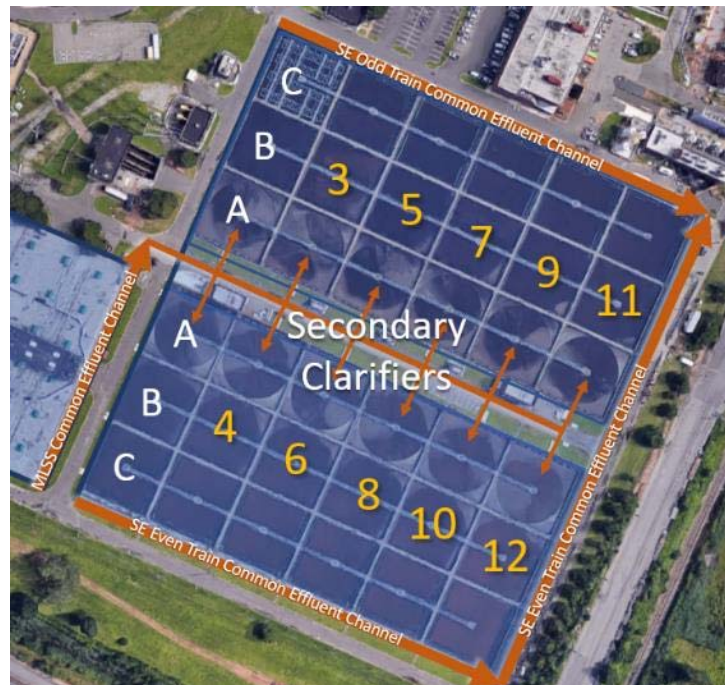 SE Odd Train Common Effluent Channel
C
B
3
A
5
7
9
11
MLSS Common Effluent Channel
Secondary
Clarifiers
A
B
4
C
6
8
10
12
SE Even Train Common Effluent Channel
SE Even Train Common Effluent Channel